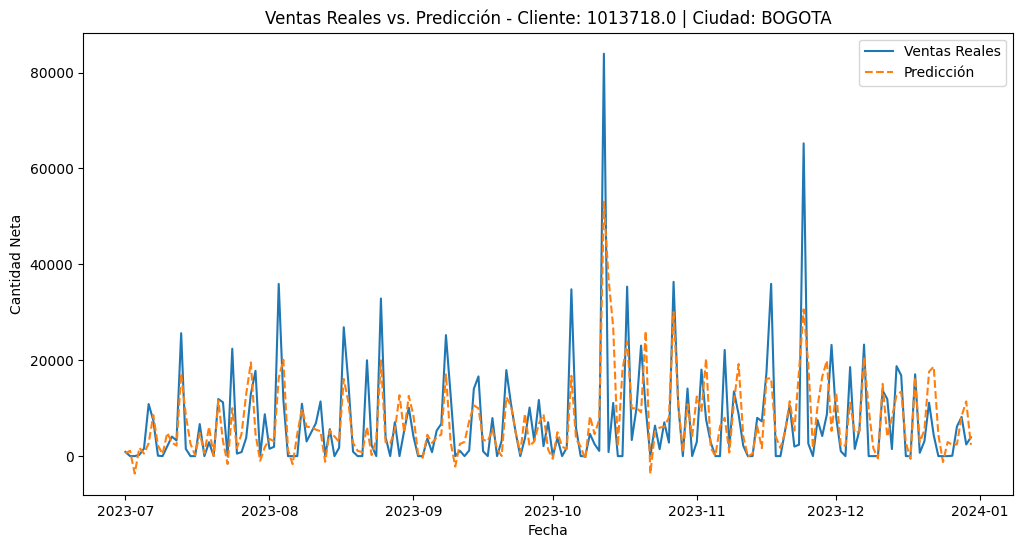 Ventas Reales vs. Predicción - Cliente: 1013718.0 | Ciudad: BOGOTA
Ventas Reales
Predicción
80000
60000
40000
20000
0
Cantidad Neta
2023-07 2023-08 2023-09 2023-10 2023-11 2023-12 2024-01
Fecha